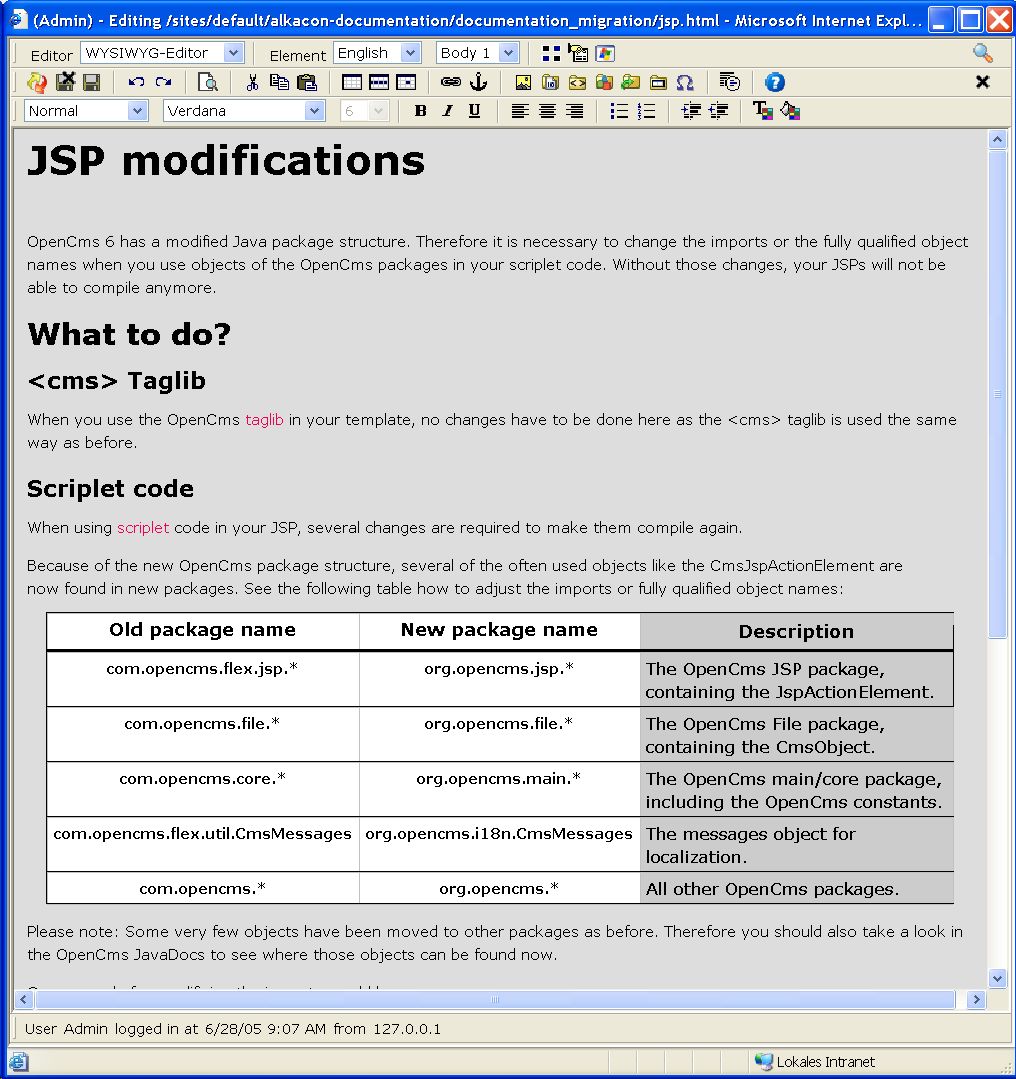 (Admin) - Editing /sites/default/alkacon-documentation/documentation_migration/jsp.html - Microsoft Internet Expl...
Editor WYSIWYG-Editor Element English Body 1
Normal Verdana 6 B I U
JSP modifications
OpenCms 6 has a modified Java package structure. Therefore it is necessary to change the imports or the fully qualified object
names when you use objects of the OpenCms packages in your scriplet code. Without those changes, your JSPs will not be
able to compile anymore.
What to do?
<cms> Taglib
When you use the OpenCms taglib in your template, no changes have to be done here as the <cms> taglib is used the same
way as before.
Scriplet code
When using scriplet code in your JSP, several changes are required to make them compile again.
Because of the new OpenCms package structure, several of the often used objects like the CmsJspActionElement are
now found in new packages. See the following table how to adjust the imports or fully qualified object names:
Old package name New package name Description
com.opencms.flex.jsp.* org.opencms.jsp.* The OpenCms JSP package,
containing the JspActionElement.
com.opencms.file.* org.opencms.file.* The OpenCms File package,
containing the CmsObject.
com.opencms.core.* org.opencms.main.* The OpenCms main/core package,
including the OpenCms constants.
com.opencms.flex.util.CmsMessages org.opencms.i18n.CmsMessages The messages object for
localization.
com.opencms.* org.opencms.* All other OpenCms packages.
Please note: Some very few objects have been moved to other packages as before. Therefore you should also take a look in
the OpenCms JavaDocs to see where those objects can be found now.
User Admin logged in at 6/28/05 9:07 AM from 127.0.0.1
Lokales Intranet